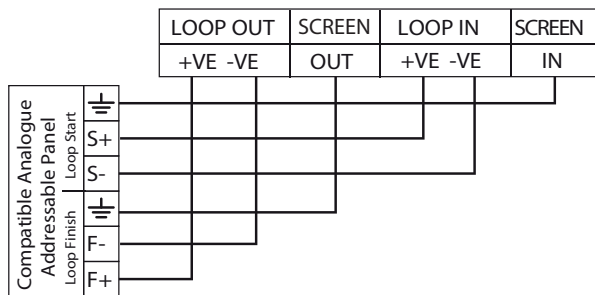 LOOP OUT SCREEN LOOP IN SCREEN
+VE -VE OUT +VE -VE IN
Compatible Analogue
Addressable Panel
Loop Start
Loop Finish
S+
S-
F-
F+